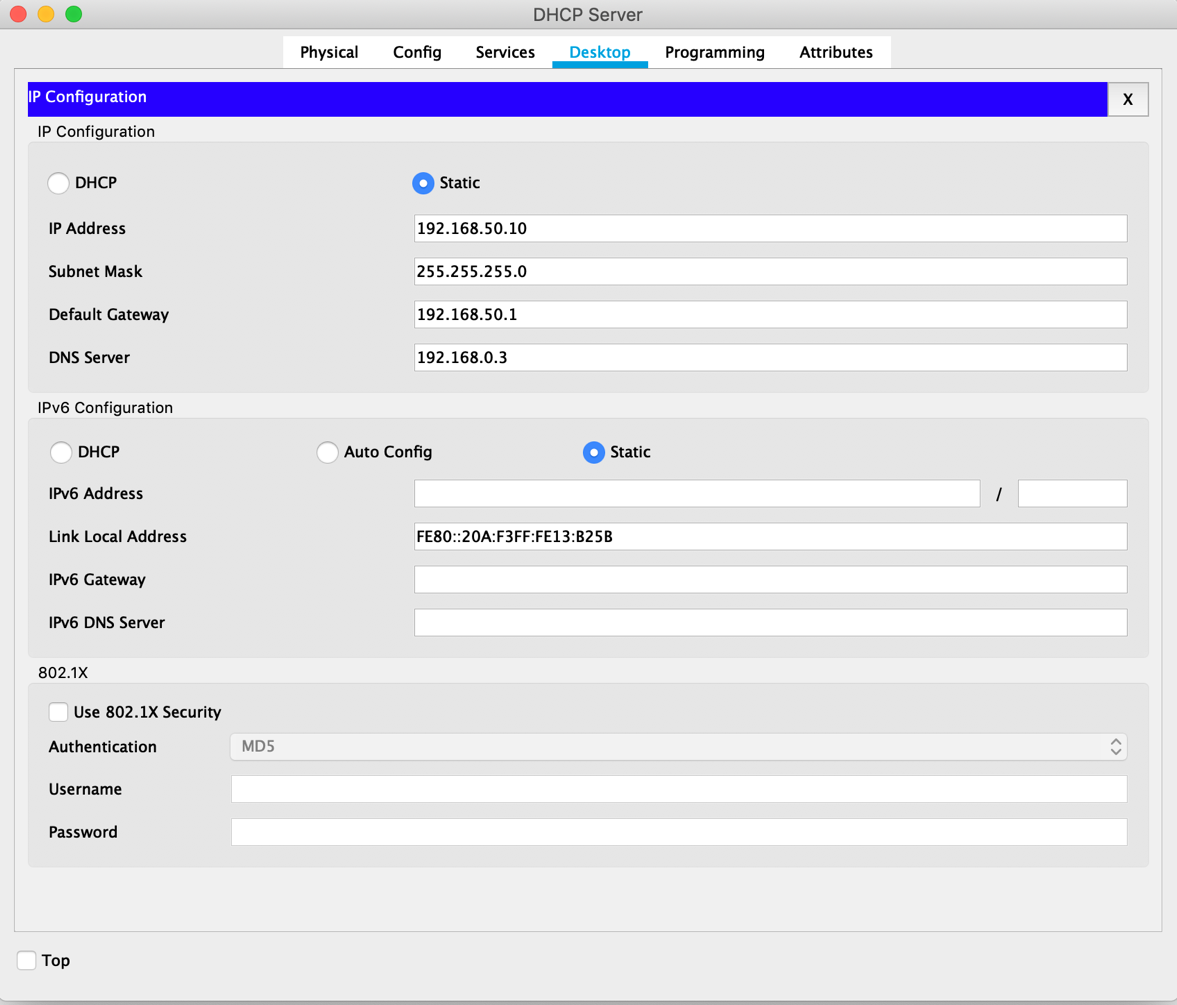 DHCP Server
Physical Config Services Desktop Programming Attributes
IP Configuration X
IP Configuration
DHCP Static
IP Address 192.168.50.10
Subnet Mask 255.255.255.0
Default Gateway 192.168.50.1
DNS Server 192.168.0.3
IPv6 Configuration
DHCP Auto Config Static
IPv6 Address /
Link Local Address FE80::20A:F3FF:FE13:B25B
IPv6 Gateway
IPv6 DNS Server
802.1X
Use 802.1X Security
Authentication MD5
Username
Password
Top